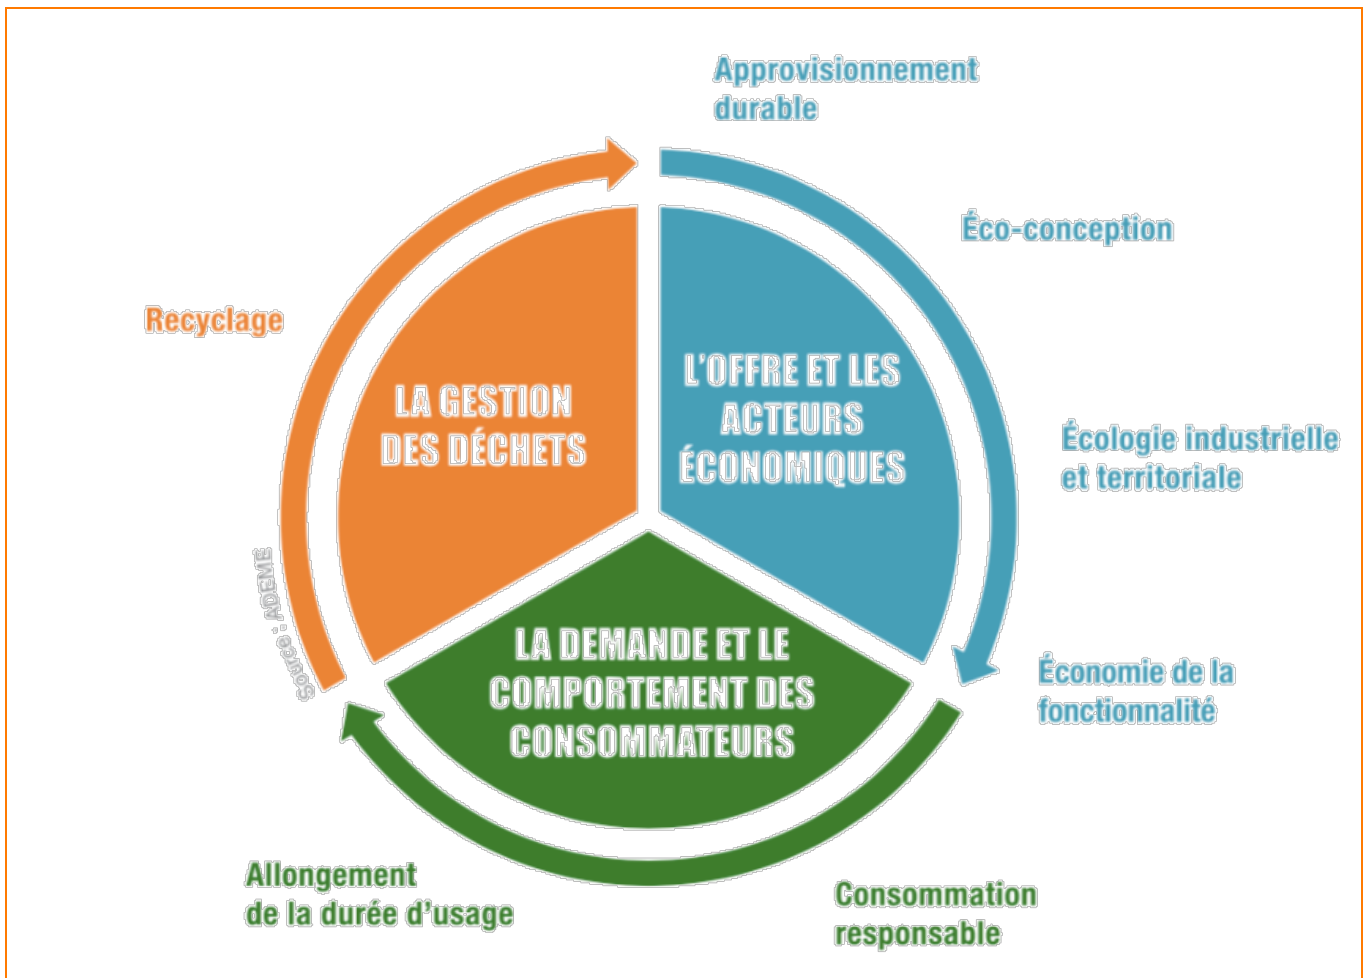 Approvisionnement
durable
Éco-conception
Recyclage
L'OFFRE ET LES
ACTEURS
ÉCONOMIQUES
LA GESTION
DES DÉCHETS
Écologie industrielle
et territoriale
Source : ADEME
LA DEMANDE ET LE
COMPORTEMENT DES
CONSOMMATEURS
Économie de la
fonctionnalité
Allongement
de la durée d'usage
Consommation
responsable